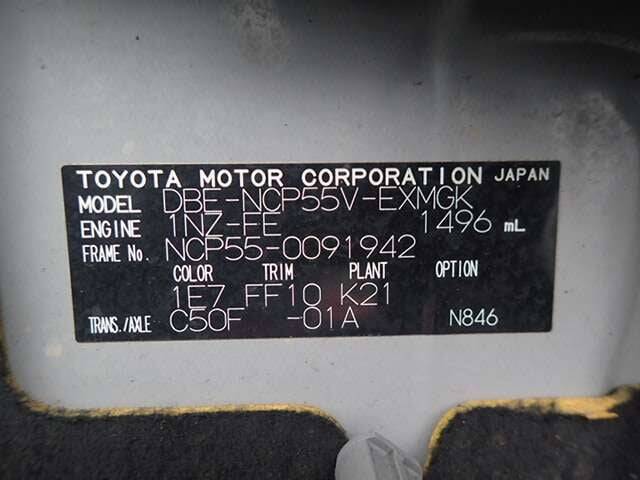 TOYOTA MOTOR CORPORATION JAPAN
MODEL DBE-NCP55V-EXMGK
ENGINE 1NZ-FE 1496 mL
FRAME No. NCP55-0091942
COLOR TRIM PLANT OPTION
1E7 FF10 K21
TRANS./AXLE C50F -01A N846